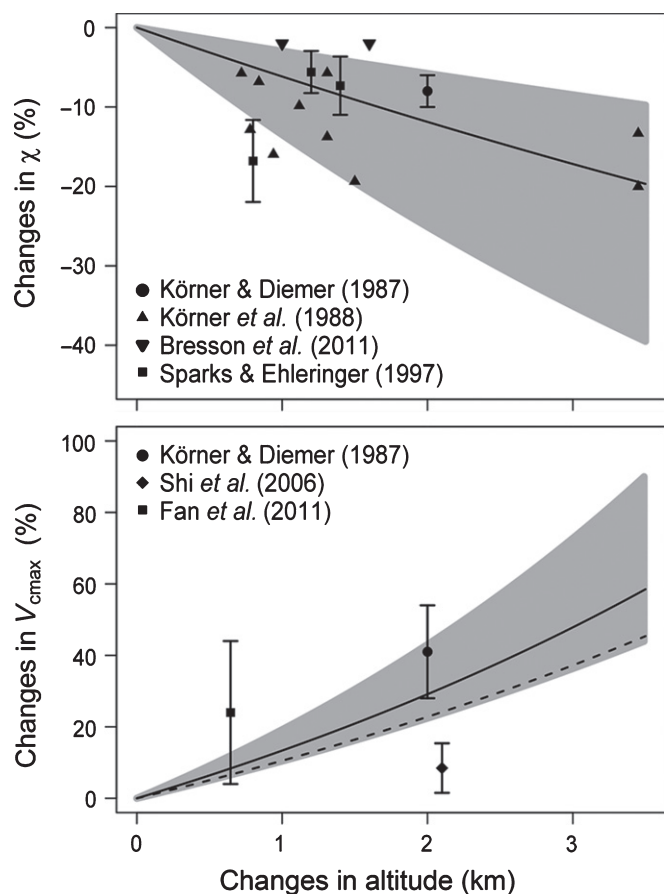 Changes in χ (%)
0
−10
−20
−30
−40
Körner & Diemer (1987)
Körner et al. (1988)
Bresson et al. (2011)
Sparks & Ehleringer (1997)
Changes in Vcmax (%)
100
80
60
40
20
0
Körner & Diemer (1987)
Shi et al. (2006)
Fan et al. (2011)
0 1 2 3
Changes in altitude (km)